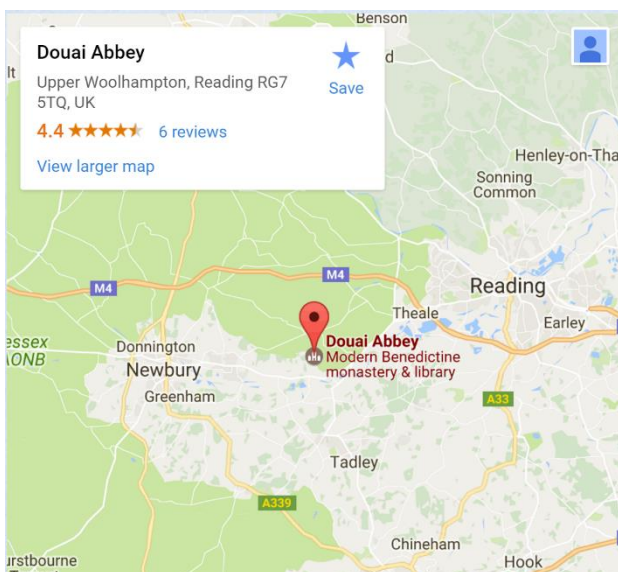 Benson
d
lt
Douai Abbey
Upper Woolhampton, Reading RG7
5TQ, UK
4.4 6 reviews
View larger map
Save
Henley-on-Tha
Sonning
Common
M4
M4
Reading
Theale
Earley
Douai Abbey
Modern Benedictine
monastery & library
essex
AONB
Donnington
Newbury
Greenham
A33
Tadley
A339
Chineham
Hook
urstbourne